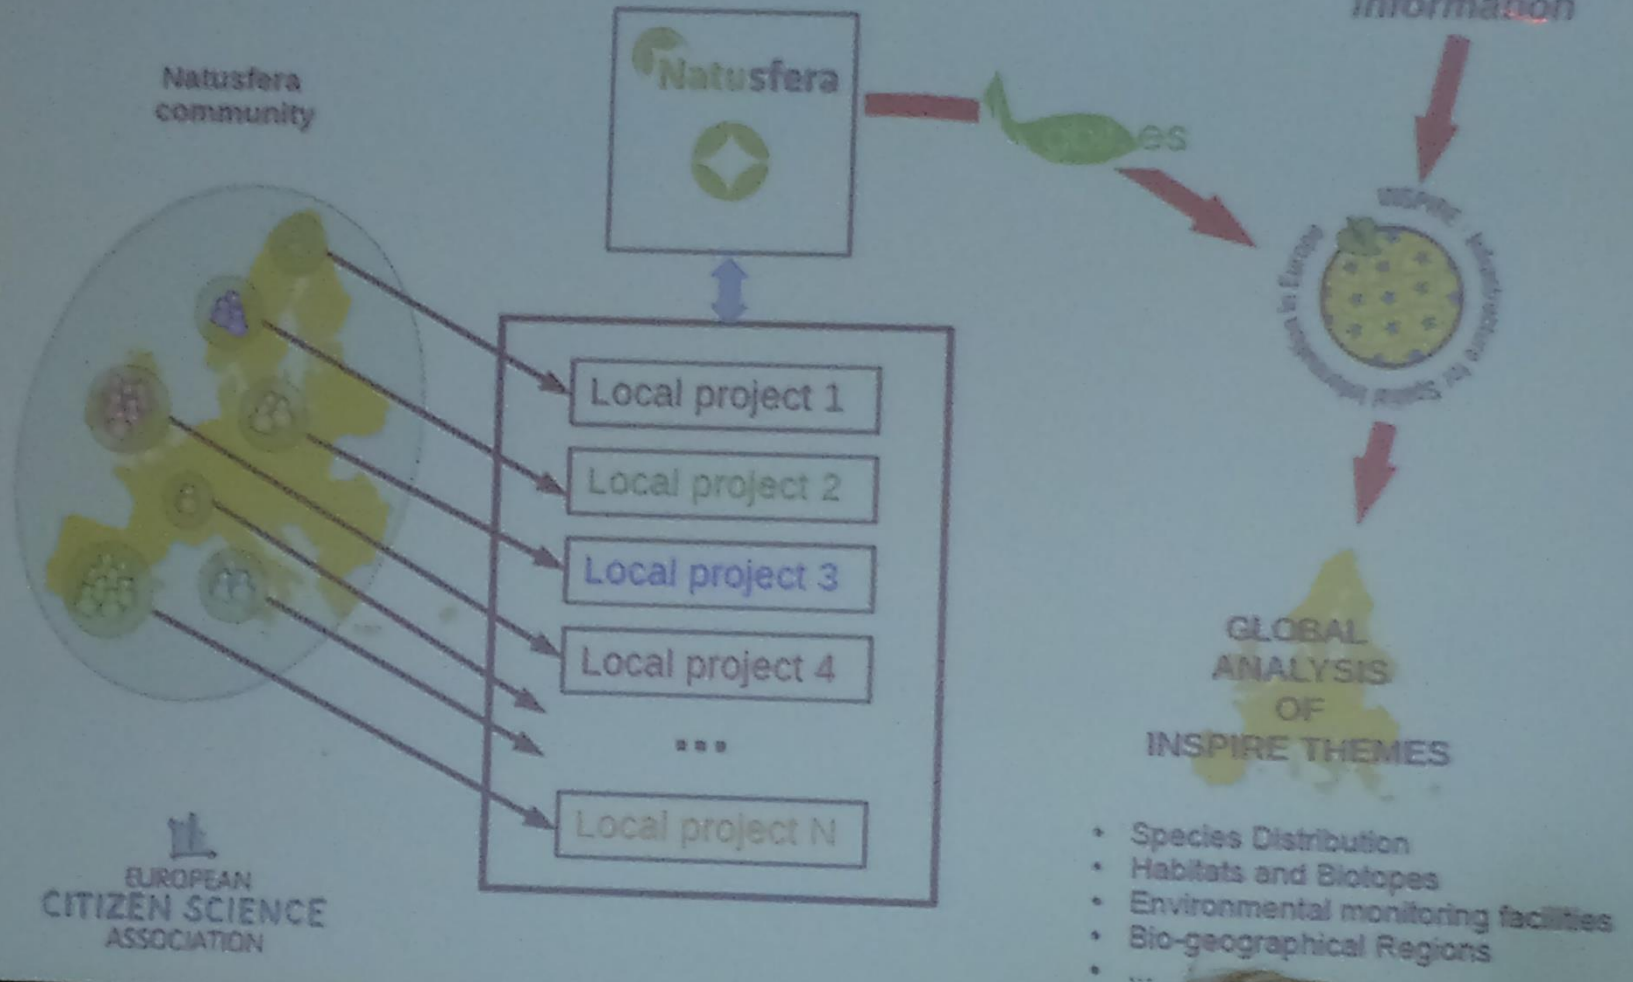 Information
Natusfera
community
Natusfera
es
INSPIRE
Infrastructure for Spatial Information in Europe
Local project 1
Local project 2
Local project 3
Local project 4
...
Local project N
GLOBAL
ANALYSIS
OF
INSPIRE THEMES
• Species Distribution
• Habitats and Biotopes
• Environmental monitoring facilities
• Bio-geographical Regions
• ...
EUROPEAN
CITIZEN SCIENCE
ASSOCIATION